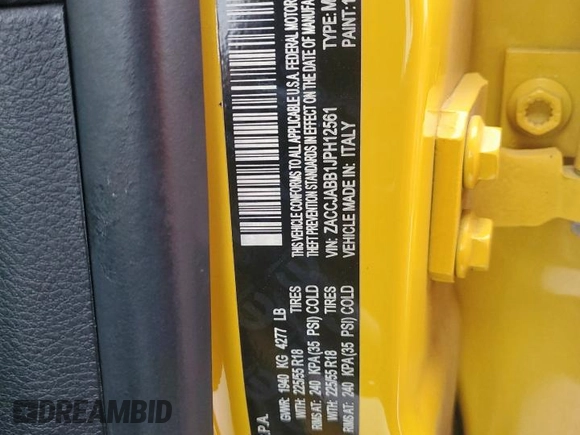 .P.A.
GVWR: 1940 KG 4277 LB
WITH: 225/55 R18 TIRES
RIMS AT: 240 KPA(35 PSI) COLD
WITH: 225/55 R18 TIRES
RIMS AT: 240 KPA(35 PSI) COLD
THIS VEHICLE CONFORMS TO ALL APPLICABLE U.S.A. FEDERAL MOTOR
THEFT PREVENTION STANDARDS IN EFFECT ON THE DATE OF MANUFA
VIN: ZACCJABB1JPH12561 TYPE: M
VEHICLE MADE IN: ITALY PAINT: 1
DREAMBID